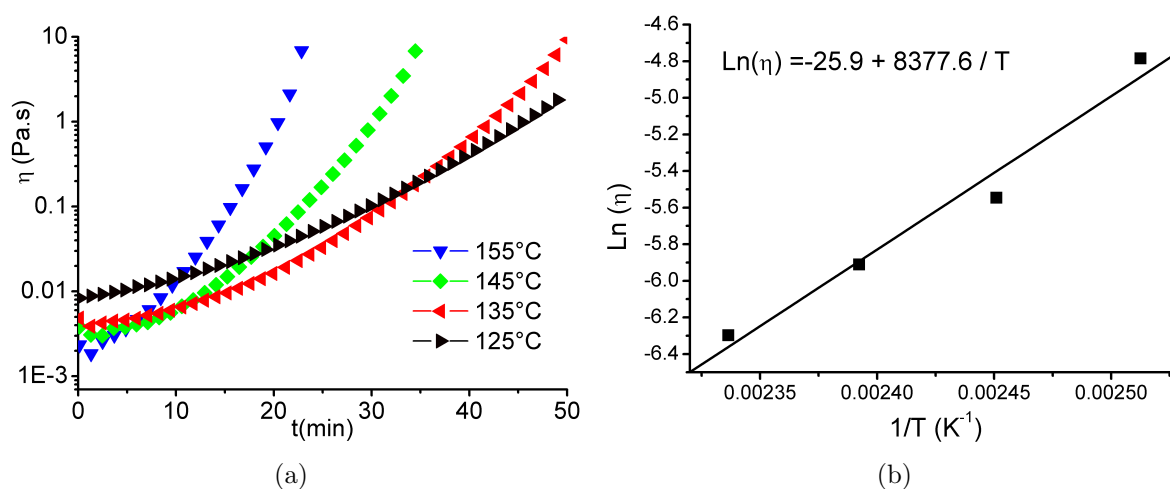 10
1
0.1
0.01
1E-3
η (Pa.s)
155°C
145°C
135°C
125°C
0 10 20 30 40 50
t(min)
(a)
-4.6
-4.8
-5.0
-5.2
-5.4
-5.6
-5.8
-6.0
-6.2
-6.4
Ln (η)
Ln(η) =-25.9 + 8377.6 / T
0.00235 0.00240 0.00245 0.00250
1/T (K⁻¹)
(b)